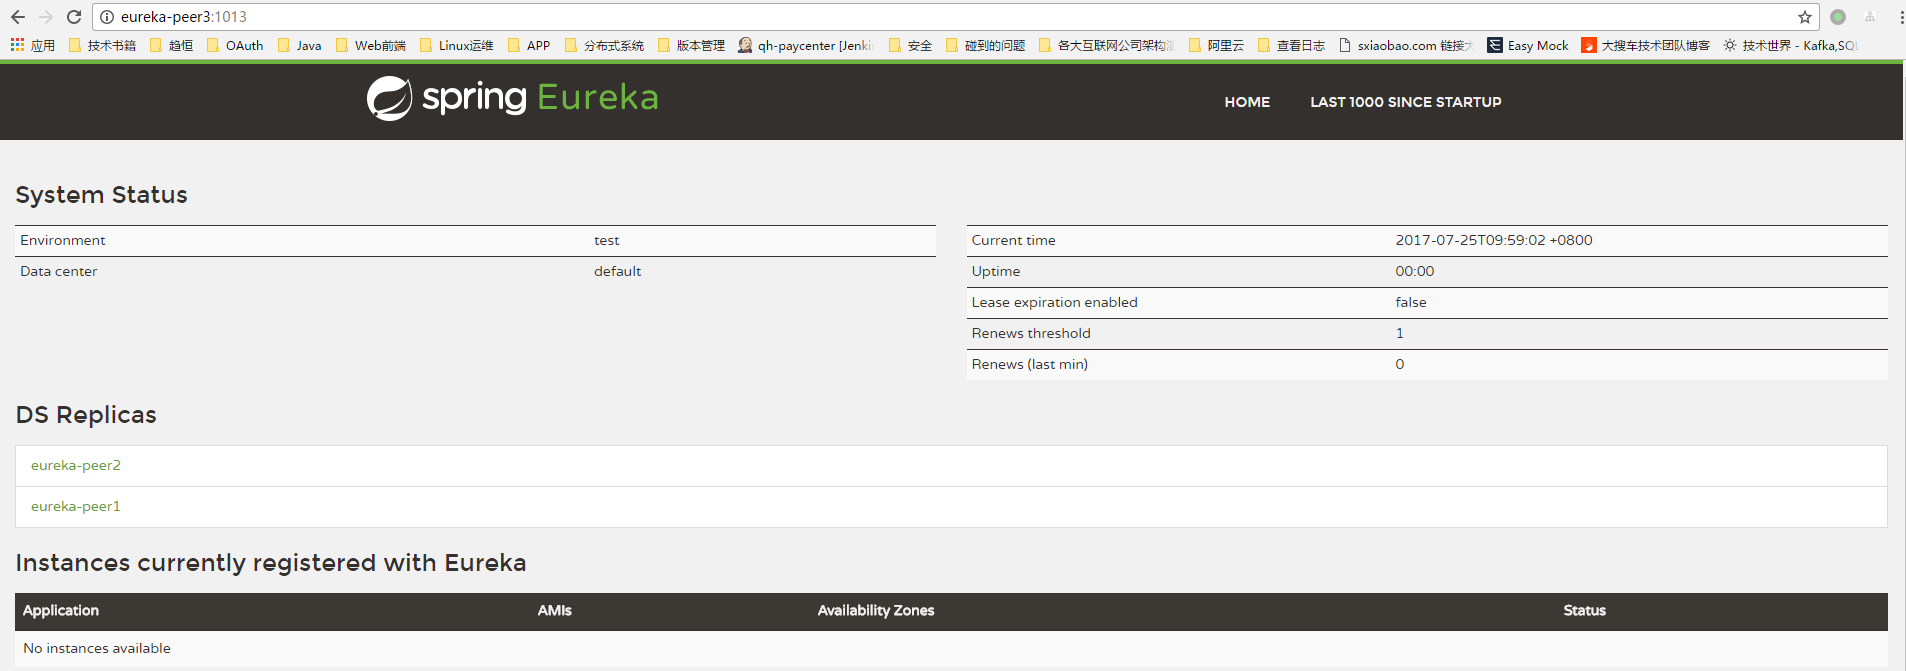 eureka-peer3:1013
应用 技术书籍 趋恒 OAuth Java Web前端 Linux运维 APP 分布式系统 版本管理 qh-paycenter [Jenki 安全 碰到的问题 各大互联网公司架构 阿里云 查看日志 sxiaobao.com 链接大 Easy Mock 大搜车技术团队博客 技术世界 - Kafka,SQL
spring Eureka
HOME LAST 1000 SINCE STARTUP
System Status
Environment test
Data center default
Current time 2017-07-25T09:59:02 +0800
Uptime 00:00
Lease expiration enabled false
Renews threshold 1
Renews (last min) 0
DS Replicas
eureka-peer2
eureka-peer1
Instances currently registered with Eureka
Application AMIs Availability Zones Status
No instances available